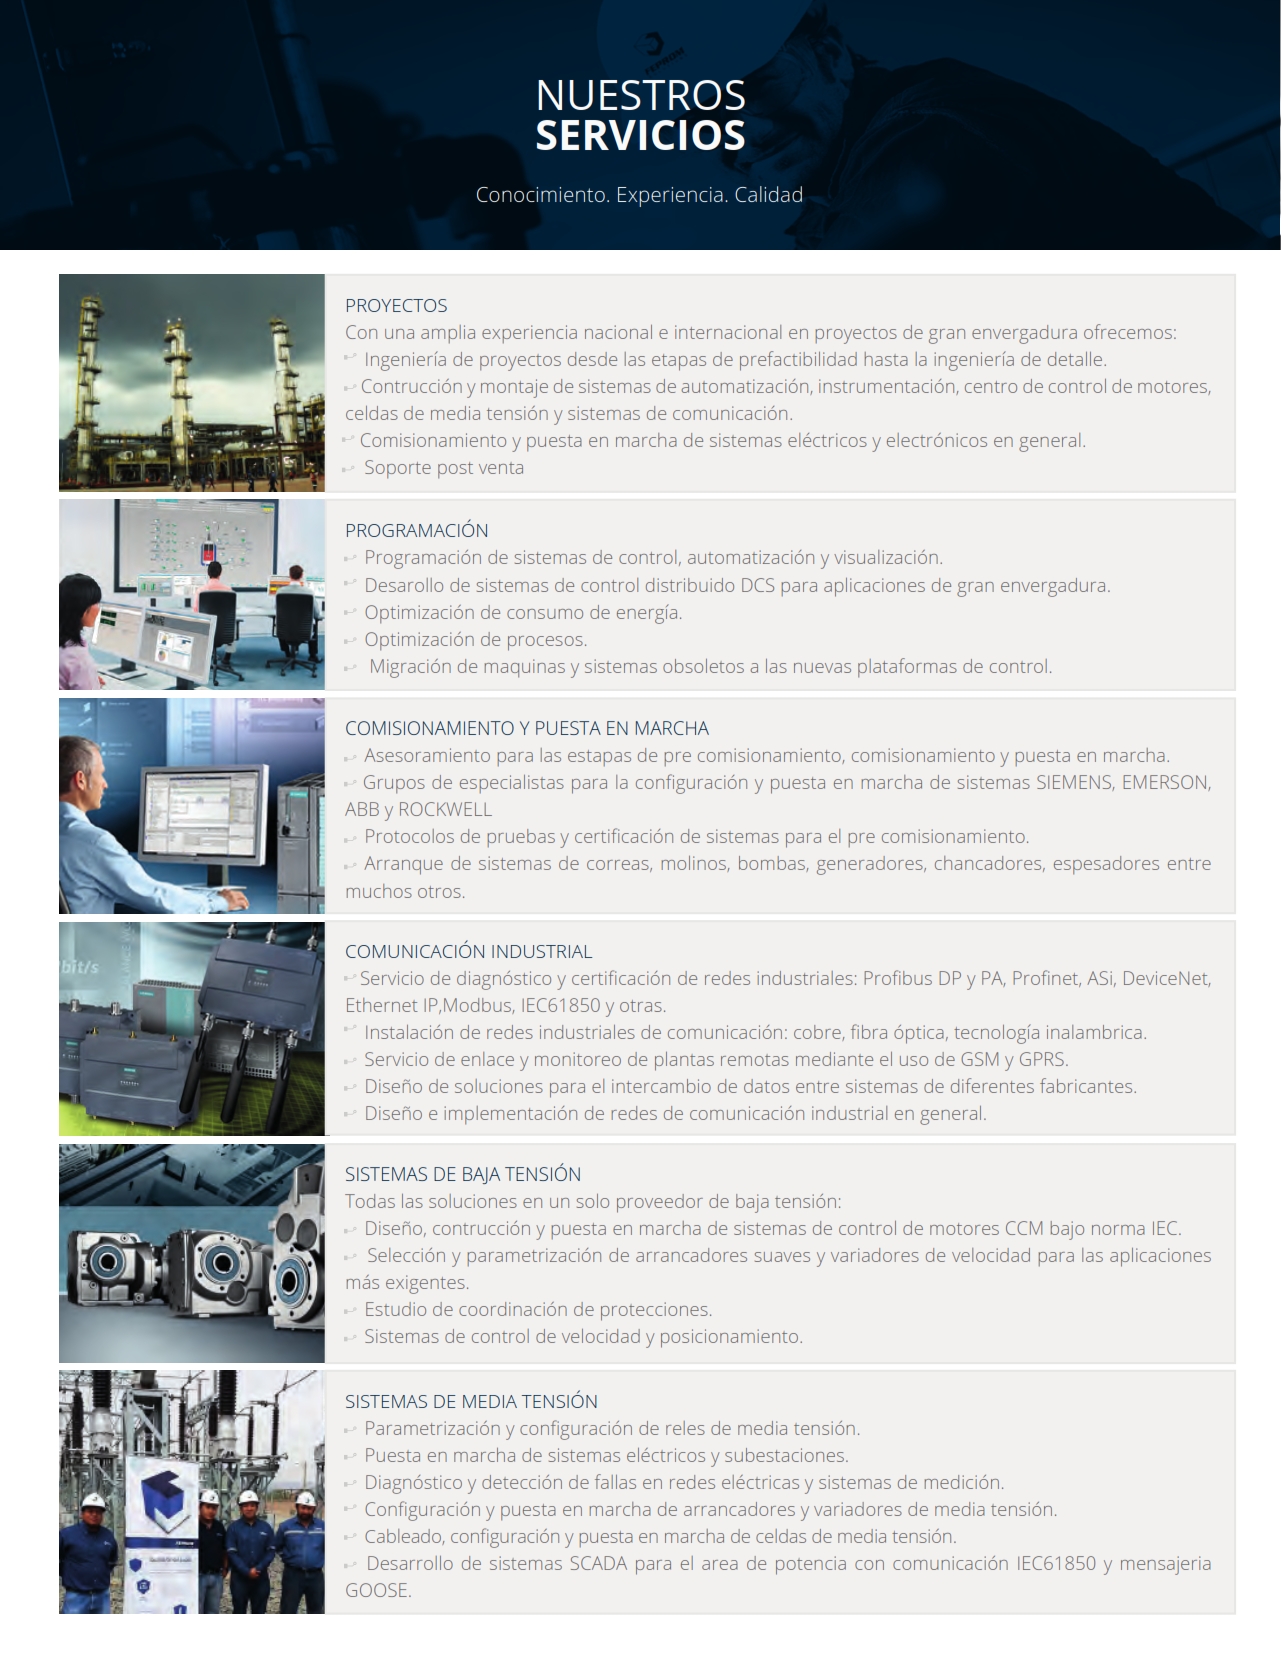 NUESTROS
SERVICIOS
Conocimiento. Experiencia. Calidad
PROYECTOS
Con una amplia experiencia nacional e internacional en proyectos de gran envergadura ofrecemos:
Ingeniería de proyectos desde las etapas de prefactibilidad hasta la ingeniería de detalle.
Contrucción y montaje de sistemas de automatización, instrumentación, centro de control de motores,
celdas de media tensión y sistemas de comunicación.
Comisionamiento y puesta en marcha de sistemas eléctricos y electrónicos en general.
Soporte post venta
PROGRAMACIÓN
Programación de sistemas de control, automatización y visualización.
Desarollo de sistemas de control distribuido DCS para aplicaciones de gran envergadura.
Optimización de consumo de energía.
Optimización de procesos.
Migración de maquinas y sistemas obsoletos a las nuevas plataformas de control.
COMISIONAMIENTO Y PUESTA EN MARCHA
Asesoramiento para las estapas de pre comisionamiento, comisionamiento y puesta en marcha.
Grupos de especialistas para la configuración y puesta en marcha de sistemas SIEMENS, EMERSON,
ABB y ROCKWELL
Protocolos de pruebas y certificación de sistemas para el pre comisionamiento.
Arranque de sistemas de correas, molinos, bombas, generadores, chancadores, espesadores entre
muchos otros.
bit/s
COMUNICACIÓN INDUSTRIAL
Servicio de diagnóstico y certificación de redes industriales: Profibus DP y PA, Profinet, ASi, DeviceNet,
Ethernet IP,Modbus, IEC61850 y otras.
Instalación de redes industriales de comunicación: cobre, fibra óptica, tecnología inalambrica.
Servicio de enlace y monitoreo de plantas remotas mediante el uso de GSM y GPRS.
Diseño de soluciones para el intercambio de datos entre sistemas de diferentes fabricantes.
Diseño e implementación de redes de comunicación industrial en general.
SISTEMAS DE BAJA TENSIÓN
Todas las soluciones en un solo proveedor de baja tensión:
Diseño, contrucción y puesta en marcha de sistemas de control de motores CCM bajo norma IEC.
Selección y parametrización de arrancadores suaves y variadores de velocidad para las aplicaciones
más exigentes.
Estudio de coordinación de protecciones.
Sistemas de control de velocidad y posicionamiento.
SISTEMAS DE MEDIA TENSIÓN
Parametrización y configuración de reles de media tensión.
Puesta en marcha de sistemas eléctricos y subestaciones.
Diagnóstico y detección de fallas en redes eléctricas y sistemas de medición.
Configuración y puesta en marcha de arrancadores y variadores de media tensión.
Cableado, configuración y puesta en marcha de celdas de media tensión.
Desarrollo de sistemas SCADA para el area de potencia con comunicación IEC61850 y mensajeria
GOOSE.